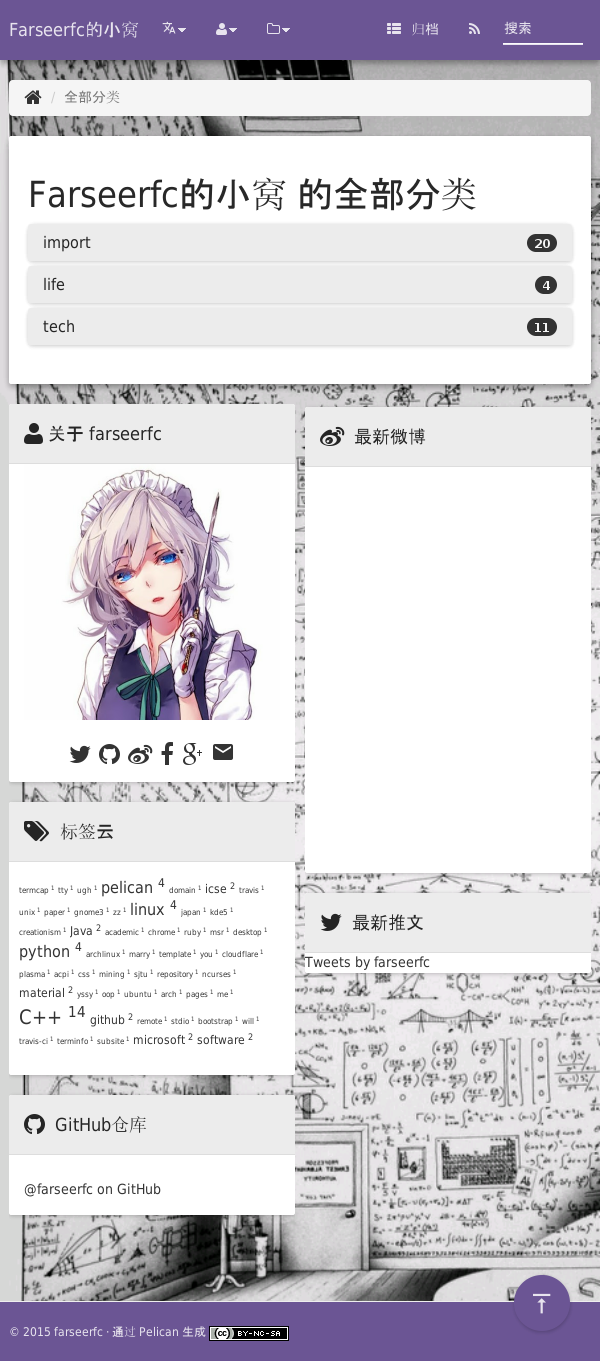 Farseerfc的小窝
归档
搜索
全部分类
Farseerfc的小窝 的全部分类
import 20
life 4
tech 11
关于 farseerfc
标签云
termcap 1 tty 1 ugh 1 pelican 4 domain 1 icse 2 travis 1
unix 1 paper 1 gnome3 1 zz 1 linux 4 japan 1 kde5 1
creationism 1 Java 2 academic 1 chrome 1 ruby 1 msr 1 desktop 1
python 4 archlinux 1 marry 1 template 1 you 1 cloudflare 1
plasma 1 acpi 1 css 1 mining 1 sjtu 1 repository 1 ncurses 1
material 2 yssy 1 oop 1 ubuntu 1 arch 1 pages 1 me 1
C++ 14 github 2 remote 1 stdio 1 bootstrap 1 will 1
travis-ci 1 terminfo 1 subsite 1 microsoft 2 software 2
GitHub仓库
@farseerfc on GitHub
最新微博
最新推文
Tweets by farseerfc
© 2015 farseerfc · 通过 Pelican 生成 cc BY-NC-SA